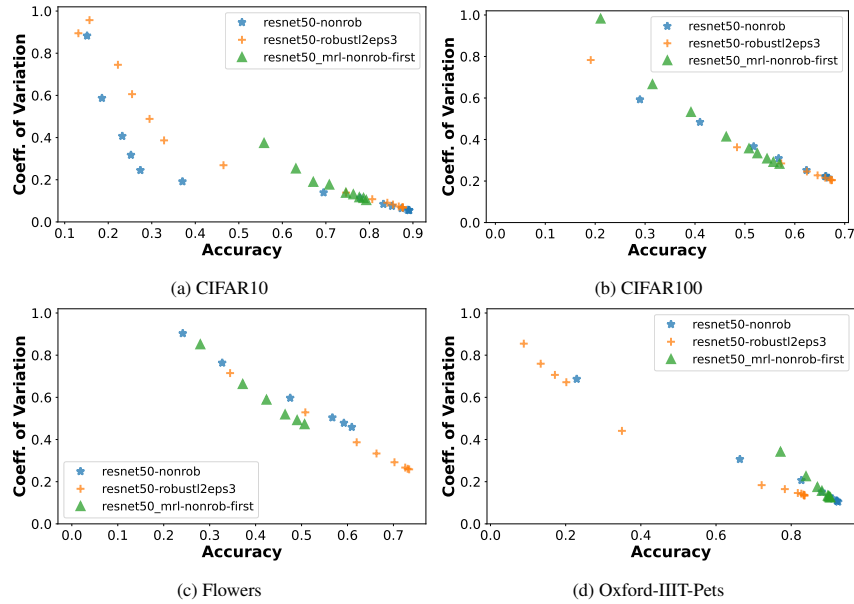 1.0
0.8
0.6
0.4
0.2
0.0
Coeff. of Variation
resnet50-nonrob
resnet50-robustl2eps3
resnet50_mrl-nonrob-first
0.1 0.2 0.3 0.4 0.5 0.6 0.7 0.8 0.9
Accuracy
(a) CIFAR10
1.0
0.8
0.6
0.4
0.2
0.0
Coeff. of Variation
resnet50-nonrob
resnet50-robustl2eps3
resnet50_mrl-nonrob-first
0.0 0.1 0.2 0.3 0.4 0.5 0.6 0.7
Accuracy
(b) CIFAR100
1.0
0.8
0.6
0.4
0.2
0.0
Coeff. of Variation
resnet50-nonrob
resnet50-robustl2eps3
resnet50_mrl-nonrob-first
0.0 0.1 0.2 0.3 0.4 0.5 0.6 0.7
Accuracy
(c) Flowers
1.0
0.8
0.6
0.4
0.2
0.0
Coeff. of Variation
resnet50-nonrob
resnet50-robustl2eps3
resnet50_mrl-nonrob-first
0.0 0.2 0.4 0.6 0.8
Accuracy
(d) Oxford-IIIT-Pets